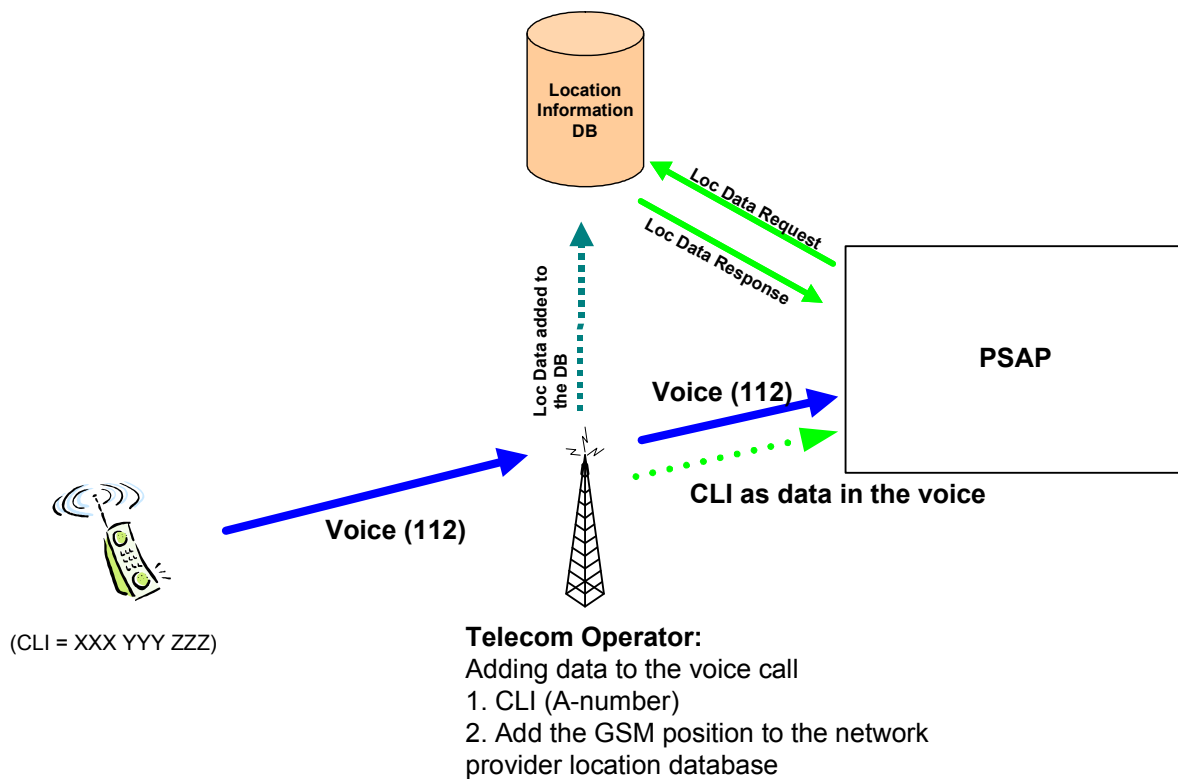 Location
Information
DB
Loc Data Request
Loc Data Response
Loc Data added to
the DB
PSAP
Voice (112)
CLI as data in the voice
Voice (112)
(CLI = XXX YYY ZZZ)
Telecom Operator:
Adding data to the voice call
1. CLI (A-number)
2. Add the GSM position to the network
provider location database